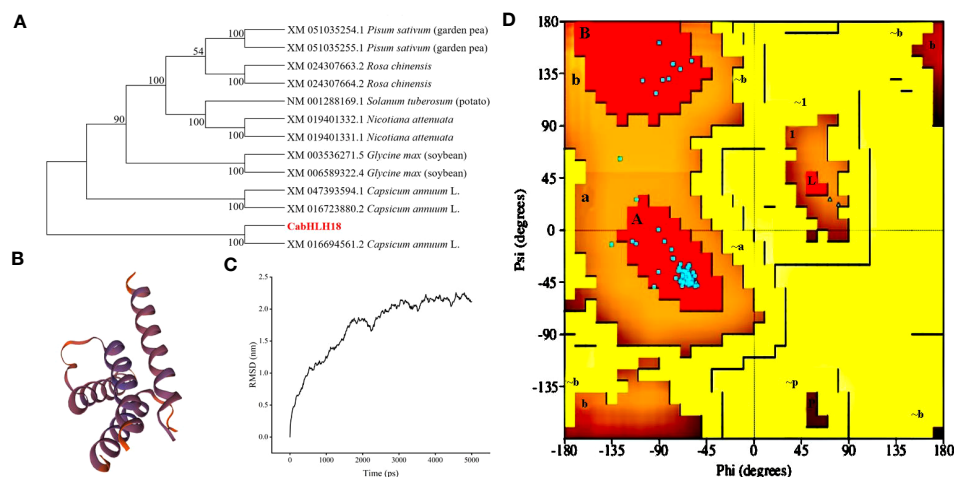 A
XM 051035254.1 Pisum sativum (garden pea)
100
XM 051035255.1 Pisum sativum (garden pea)
54
XM 024307663.2 Rosa chinensis
100
XM 024307664.2 Rosa chinensis
100
NM 001288169.1 Solanum tuberosum (potato)
100
XM 019401332.1 Nicotiana attenuata
90
100
XM 019401331.1 Nicotiana attenuata
XM 003536271.5 Glycine max (soybean)
100
XM 006589322.4 Glycine max (soybean)
XM 047393594.1 Capsicum annuum L.
100
XM 016723880.2 Capsicum annuum L.
CabHLH18
100
XM 016694561.2 Capsicum annuum L.
B
C
RMSD (nm)
2.5
2.0
1.5
1.0
0.5
0.0
0 1000 2000 3000 4000 5000
Time (ps)
D
Psi (degrees)
180
135
90
45
0
-45
-90
-135
B
~b
b
b
~b
~1
1
L
a
A
~a
~b
~p
b
~b
-180 -135 -90 -45 0 45 90 135 180
Phi (degrees)